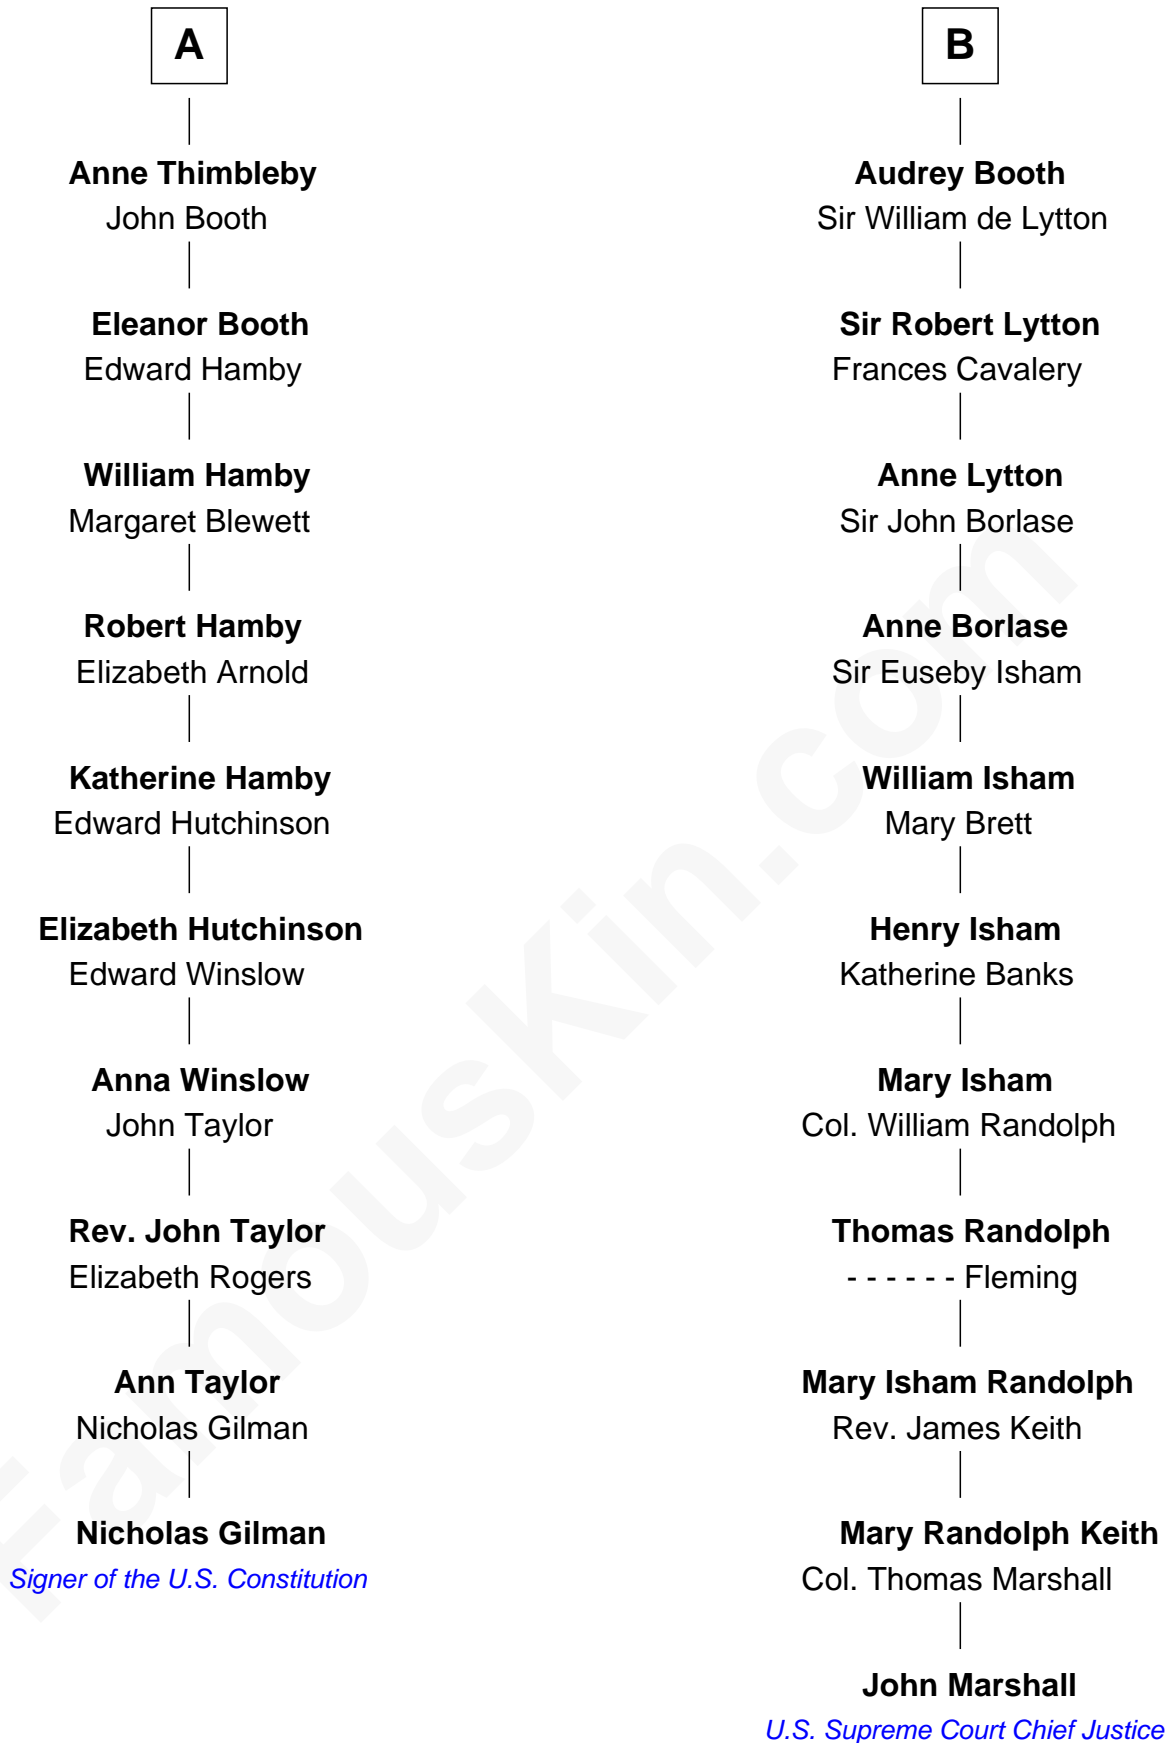 A
Anne Thimbleby
John Booth
Eleanor Booth
Edward Hamby
William Hamby
Margaret Blewett
Robert Hamby
Elizabeth Arnold
Katherine Hamby
Edward Hutchinson
Elizabeth Hutchinson
Edward Winslow
Anna Winslow
John Taylor
Rev. John Taylor
Elizabeth Rogers
Ann Taylor
Nicholas Gilman
Nicholas Gilman
Signer of the U.S. Constitution
B
Audrey Booth
Sir William de Lytton
Sir Robert Lytton
Frances Cavalery
Anne Lytton
Sir John Borlase
Anne Borlase
Sir Euseby Isham
William Isham
Mary Brett
Henry Isham
Katherine Banks
Mary Isham
Col. William Randolph
Thomas Randolph
- - - - - - Fleming
Mary Isham Randolph
Rev. James Keith
Mary Randolph Keith
Col. Thomas Marshall
John Marshall
U.S. Supreme Court Chief Justice
FamousKin.com